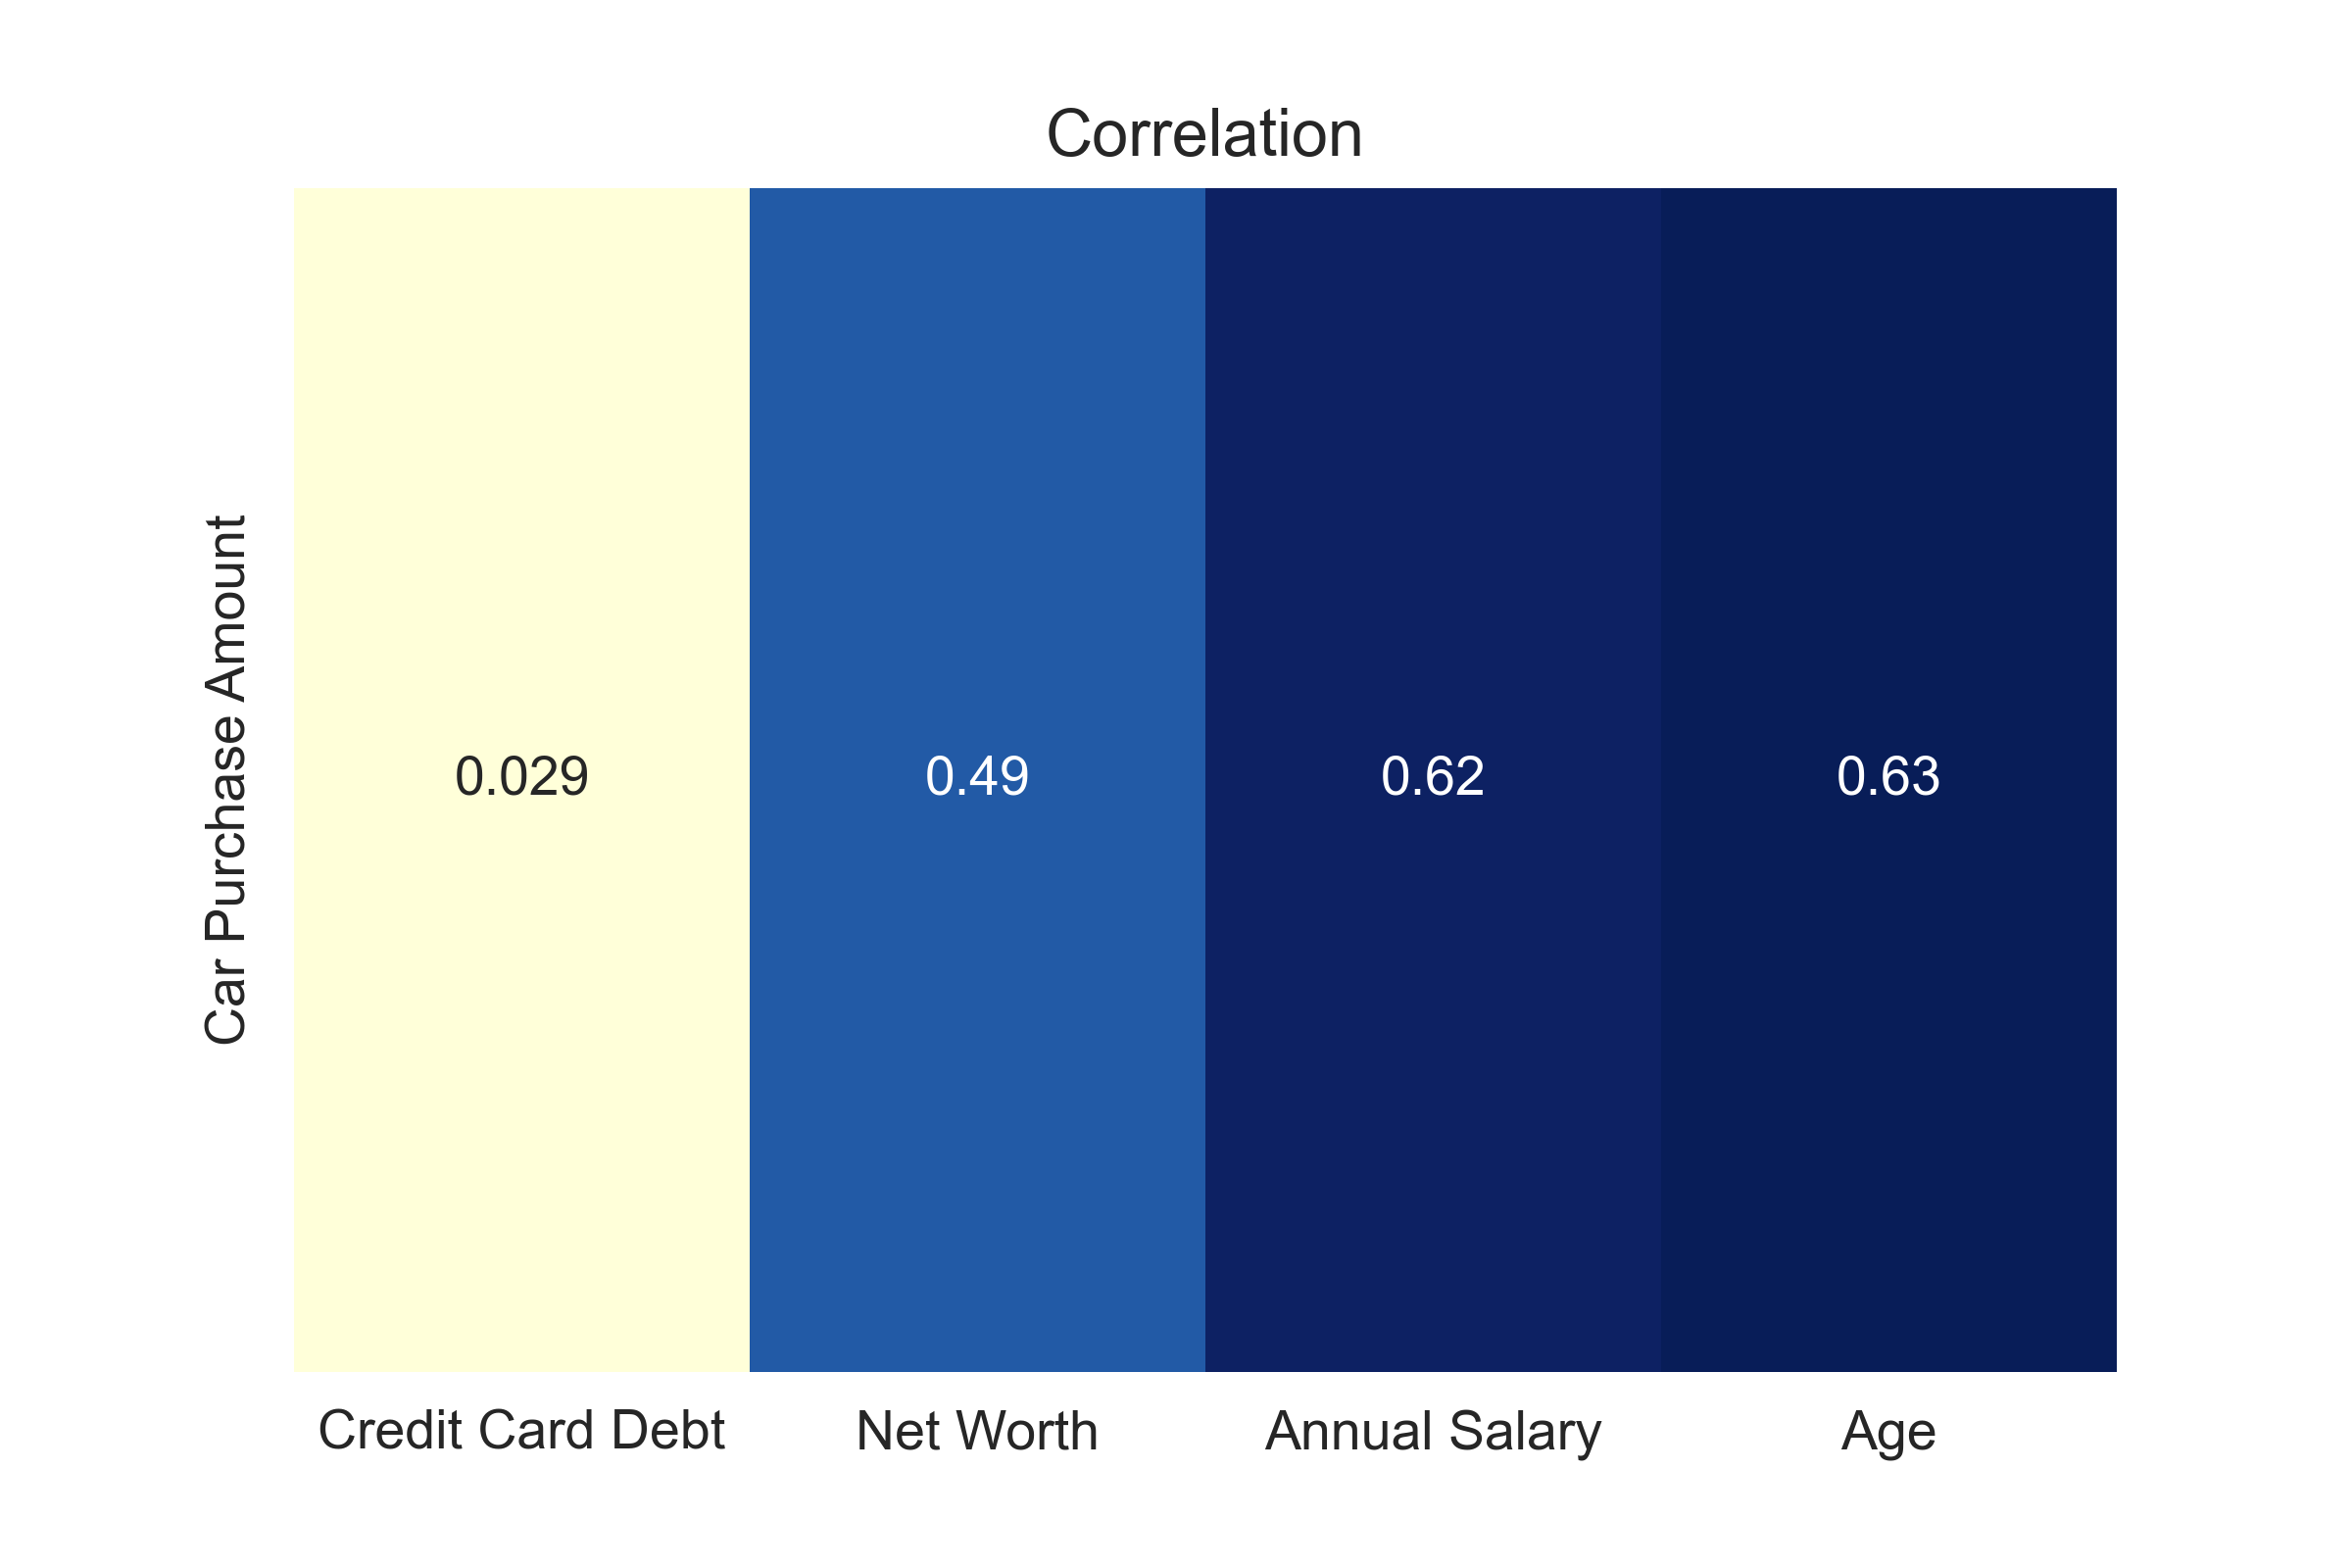 Correlation
Car Purchase Amount
0.029 0.49 0.62 0.63
Credit Card Debt Net Worth Annual Salary Age